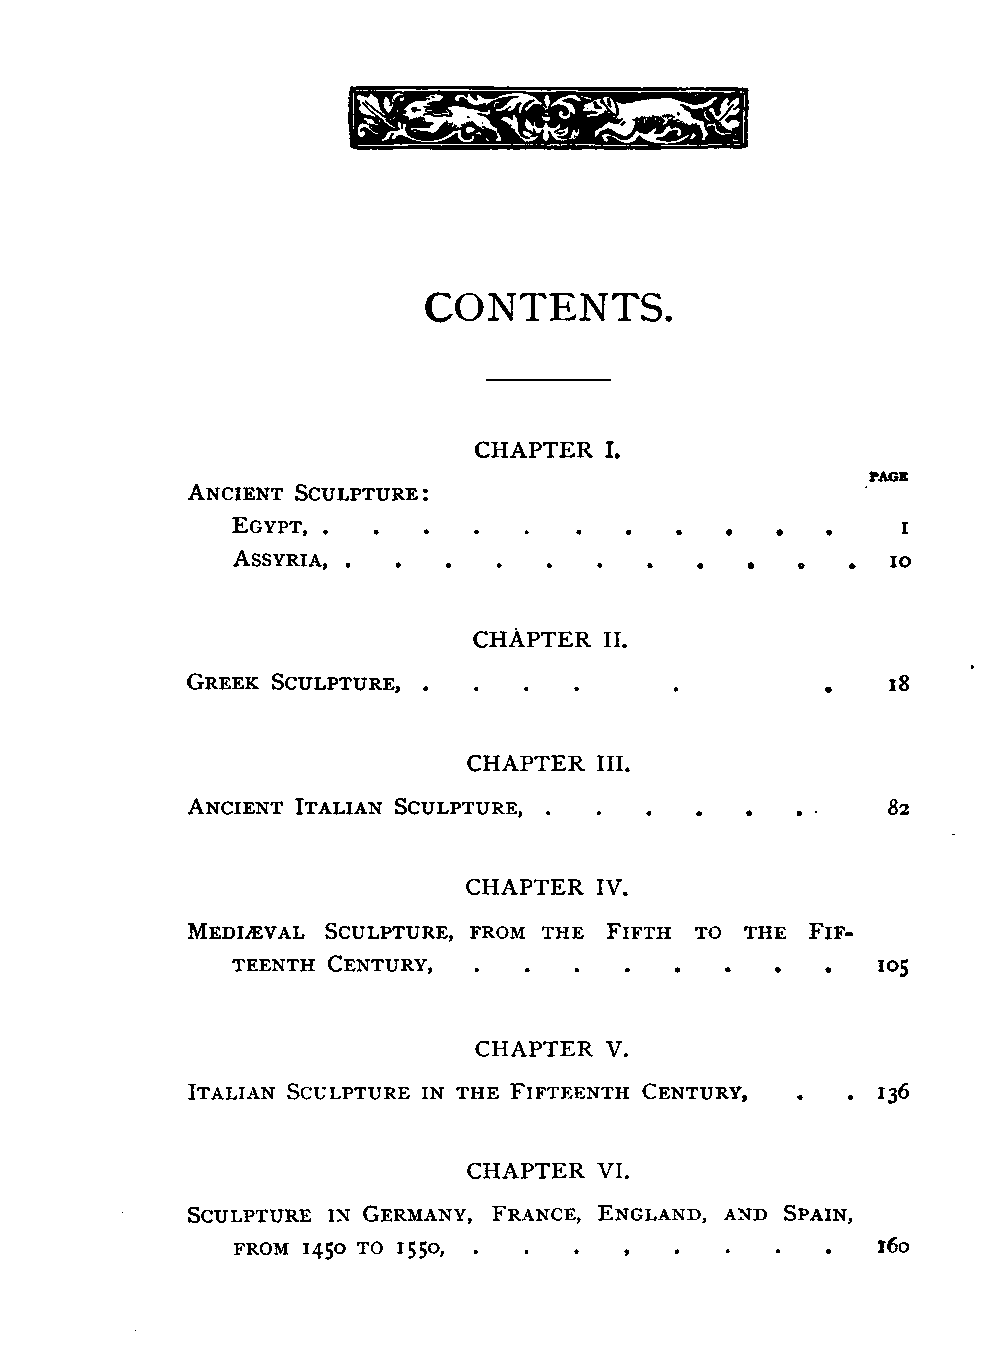 CONTENTS.
CHAPTER I.
PAGE
ANCIENT SCULPTURE:
EGYPT, . . . . . . . . . . . 1
ASSYRIA, . . . . . . . . . . . 10
CHAPTER II.
GREEK SCULPTURE, . . . . . . 18
CHAPTER III.
ANCIENT ITALIAN SCULPTURE, . . . . . . . 82
CHAPTER IV.
MEDIÆVAL SCULPTURE, FROM THE FIFTH TO THE FIF-
TEENTH CENTURY, . . . . . . . . 105
CHAPTER V.
ITALIAN SCULPTURE IN THE FIFTEENTH CENTURY, . . 136
CHAPTER VI.
SCULPTURE IN GERMANY, FRANCE, ENGLAND, AND SPAIN,
FROM 1450 TO 1550, . . . . . . . . 160